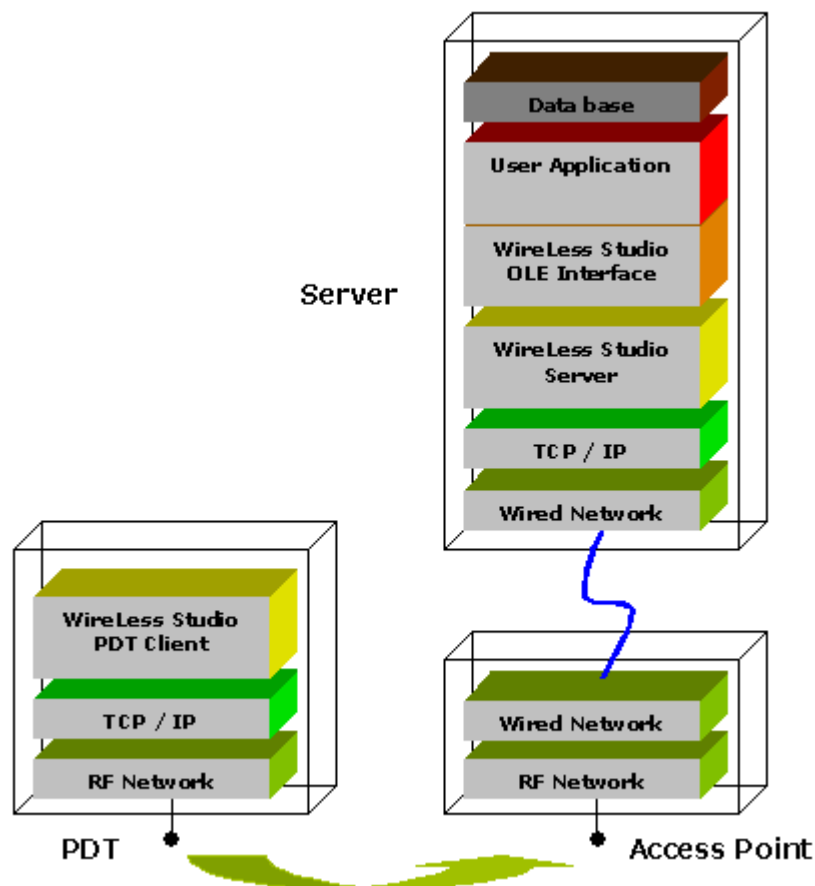 Data base
User Application
WireLess Studio
OLE Interface
Server
WireLess Studio
Server
TCP / IP
Wired Network
WireLess Studio
PDT Client
TCP / IP
RF Network
Wired Network
RF Network
PDT
Access Point